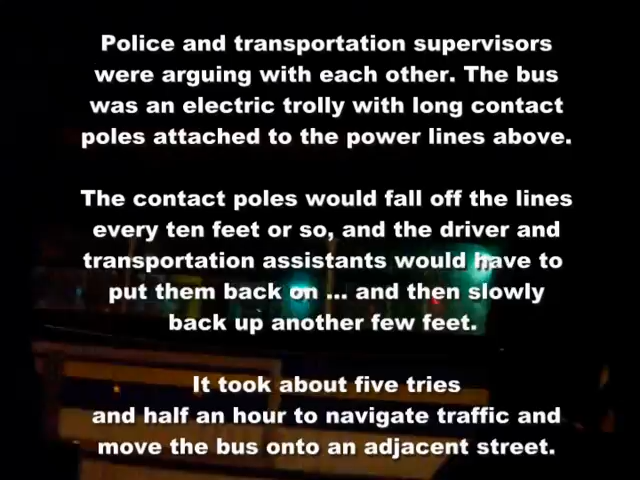 Police and transportation supervisors
were arguing with each other. The bus
was an electric trolly with long contact
poles attached to the power lines above.
The contact poles would fall off the lines
every ten feet or so, and the driver and
transportation assistants would have to
put them back on ... and then slowly
back up another few feet.
It took about five tries
and half an hour to navigate traffic and
move the bus onto an adjacent street.